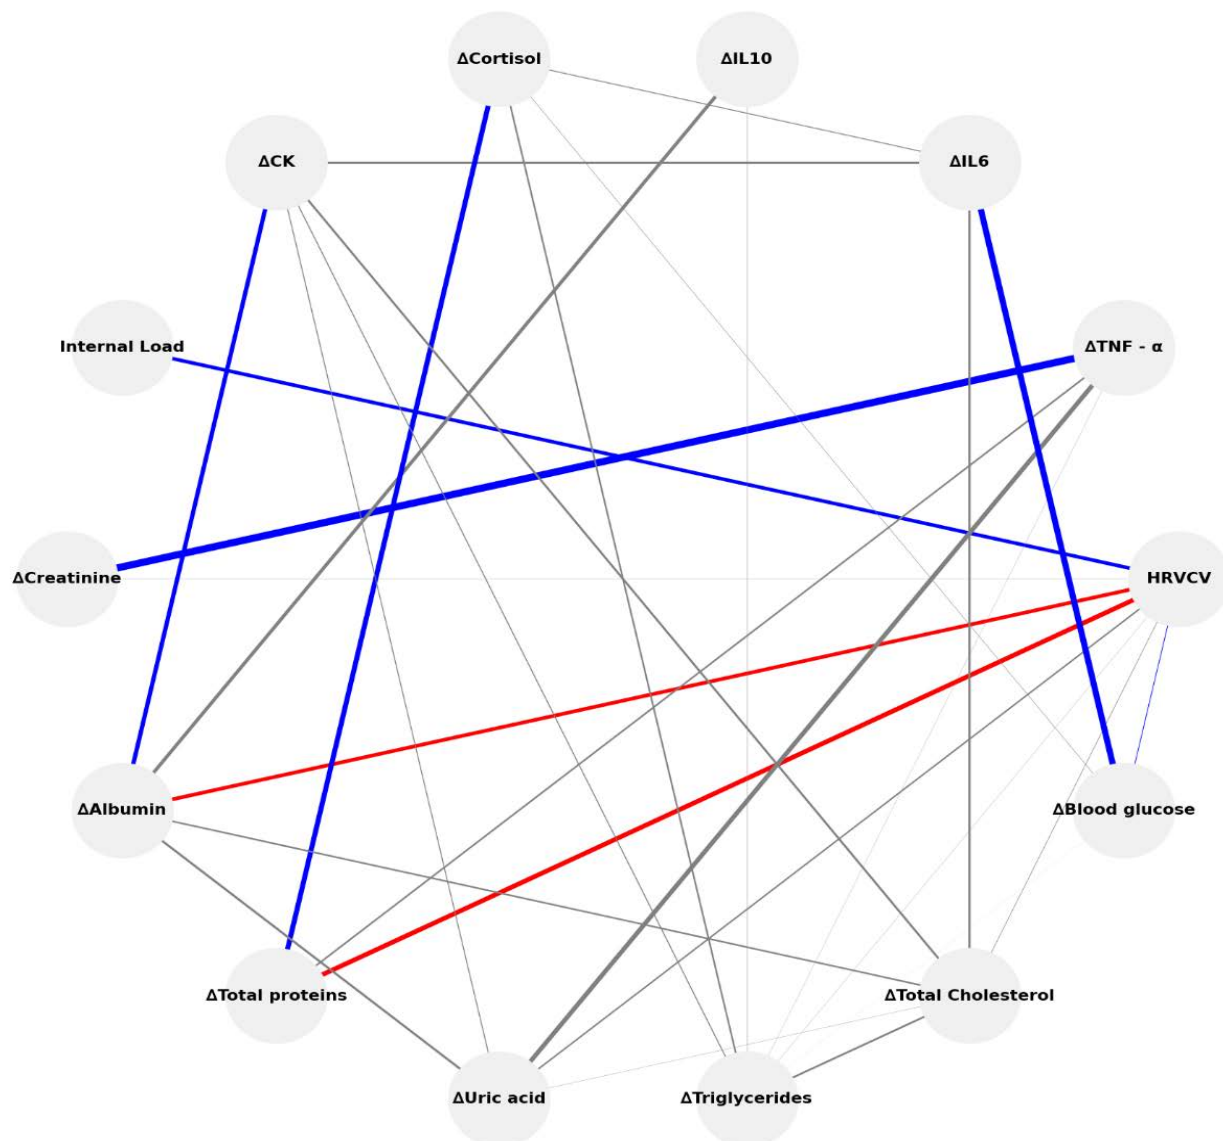 ΔCortisol
ΔIL10
ΔCK
ΔIL6
Internal Load
ΔTNF - α
ΔCreatinine
HRVCV
ΔAlbumin
ΔBlood glucose
ΔTotal proteins
ΔTotal Cholesterol
ΔUric acid
ΔTriglycerides